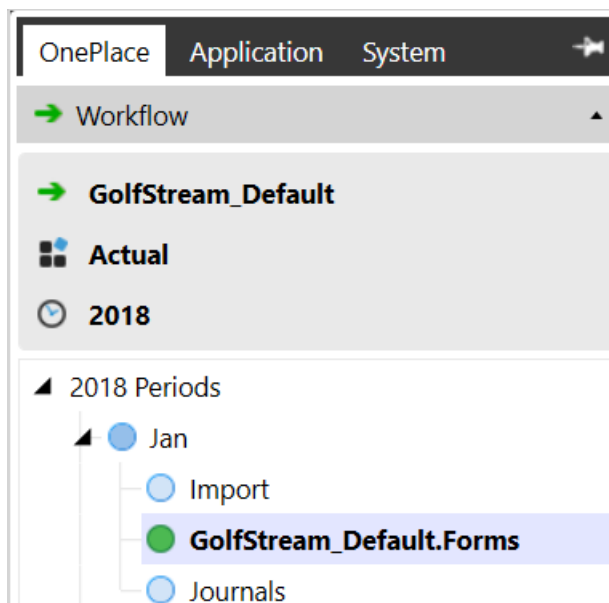 OnePlace Application System
Workflow
GolfStream_Default
Actual
2018
2018 Periods
Jan
Import
GolfStream_Default.Forms
Journals